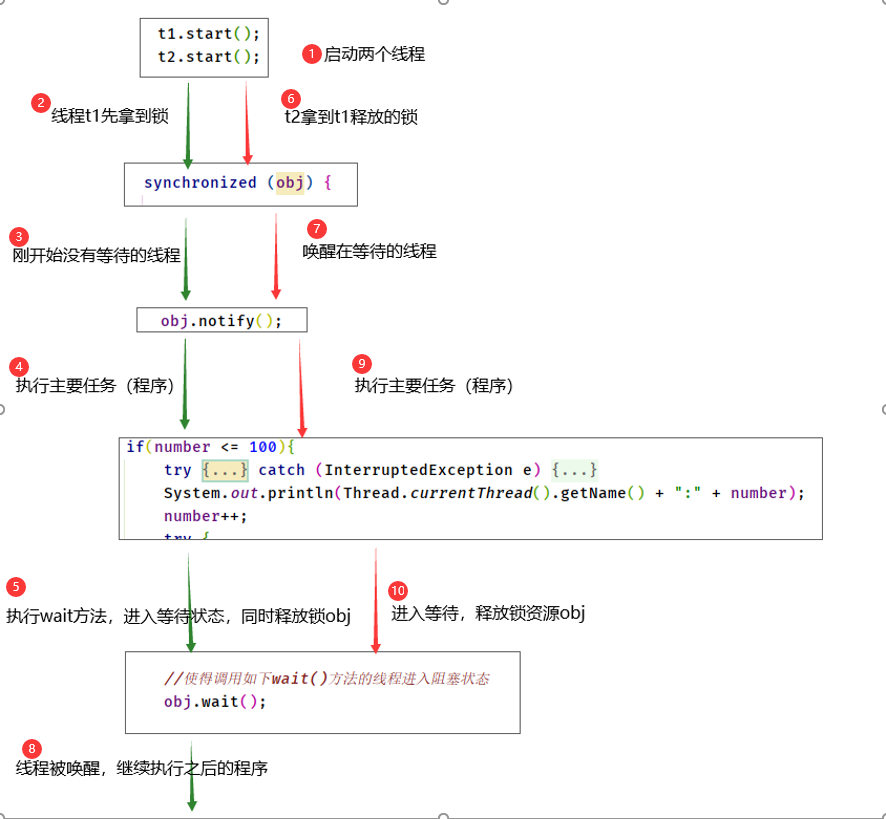 t1.start();
t2.start();
1 启动两个线程
2 线程t1先拿到锁
6 t2拿到t1释放的锁
synchronized (obj) {
3 刚开始没有等待的线程
7 唤醒在等待的线程
obj.notify();
4 执行主要任务（程序）
9 执行主要任务（程序）
if(number <= 100){
try {...} catch (InterruptedException e) {...}
System.out.println(Thread.currentThread().getName() + ":" + number);
number++;
try {
5 执行wait方法，进入等待状态，同时释放锁obj
10 进入等待，释放锁资源obj
//使得调用如下wait()方法的线程进入阻塞状态
obj.wait();
8 线程被唤醒，继续执行之后的程序